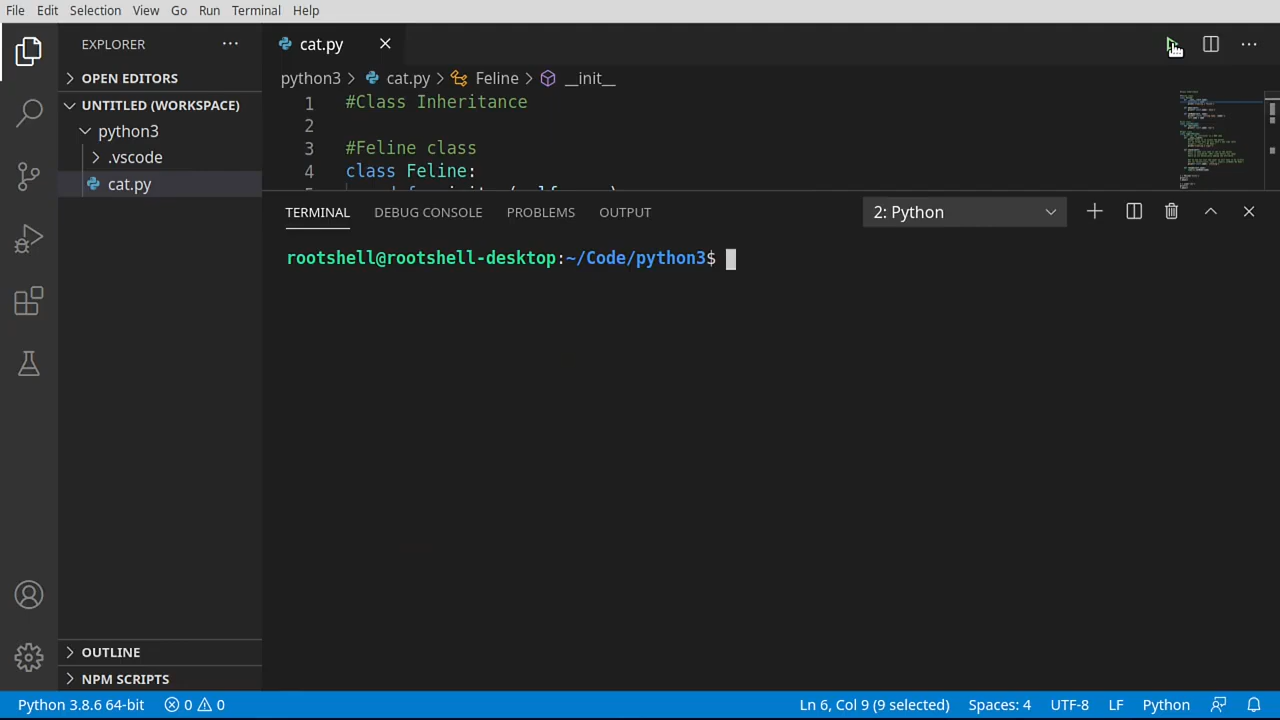 File Edit Selection View Go Run Terminal Help
EXPLORER
OPEN EDITORS
UNTITLED (WORKSPACE)
python3
.vscode
cat.py
OUTLINE
NPM SCRIPTS
cat.py
python3 > cat.py > Feline > __init__
1 #Class Inheritance
2
3 #Feline class
4 class Feline:
TERMINAL DEBUG CONSOLE PROBLEMS OUTPUT 2: Python
rootshell@rootshell-desktop:~/Code/python3$
Python 3.8.6 64-bit 0 0 Ln 6, Col 9 (9 selected) Spaces: 4 UTF-8 LF Python